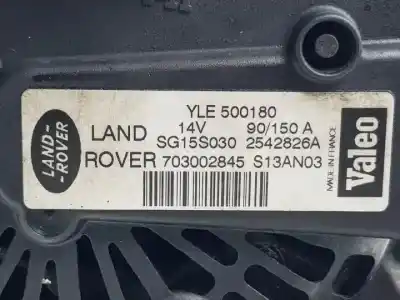 LAND-
ROVER
YLE 500180
LAND 14V 90/150 A
SG15S030 2542826A
ROVER 703002845 S13AN03
MADE IN FRANCE
Valeo